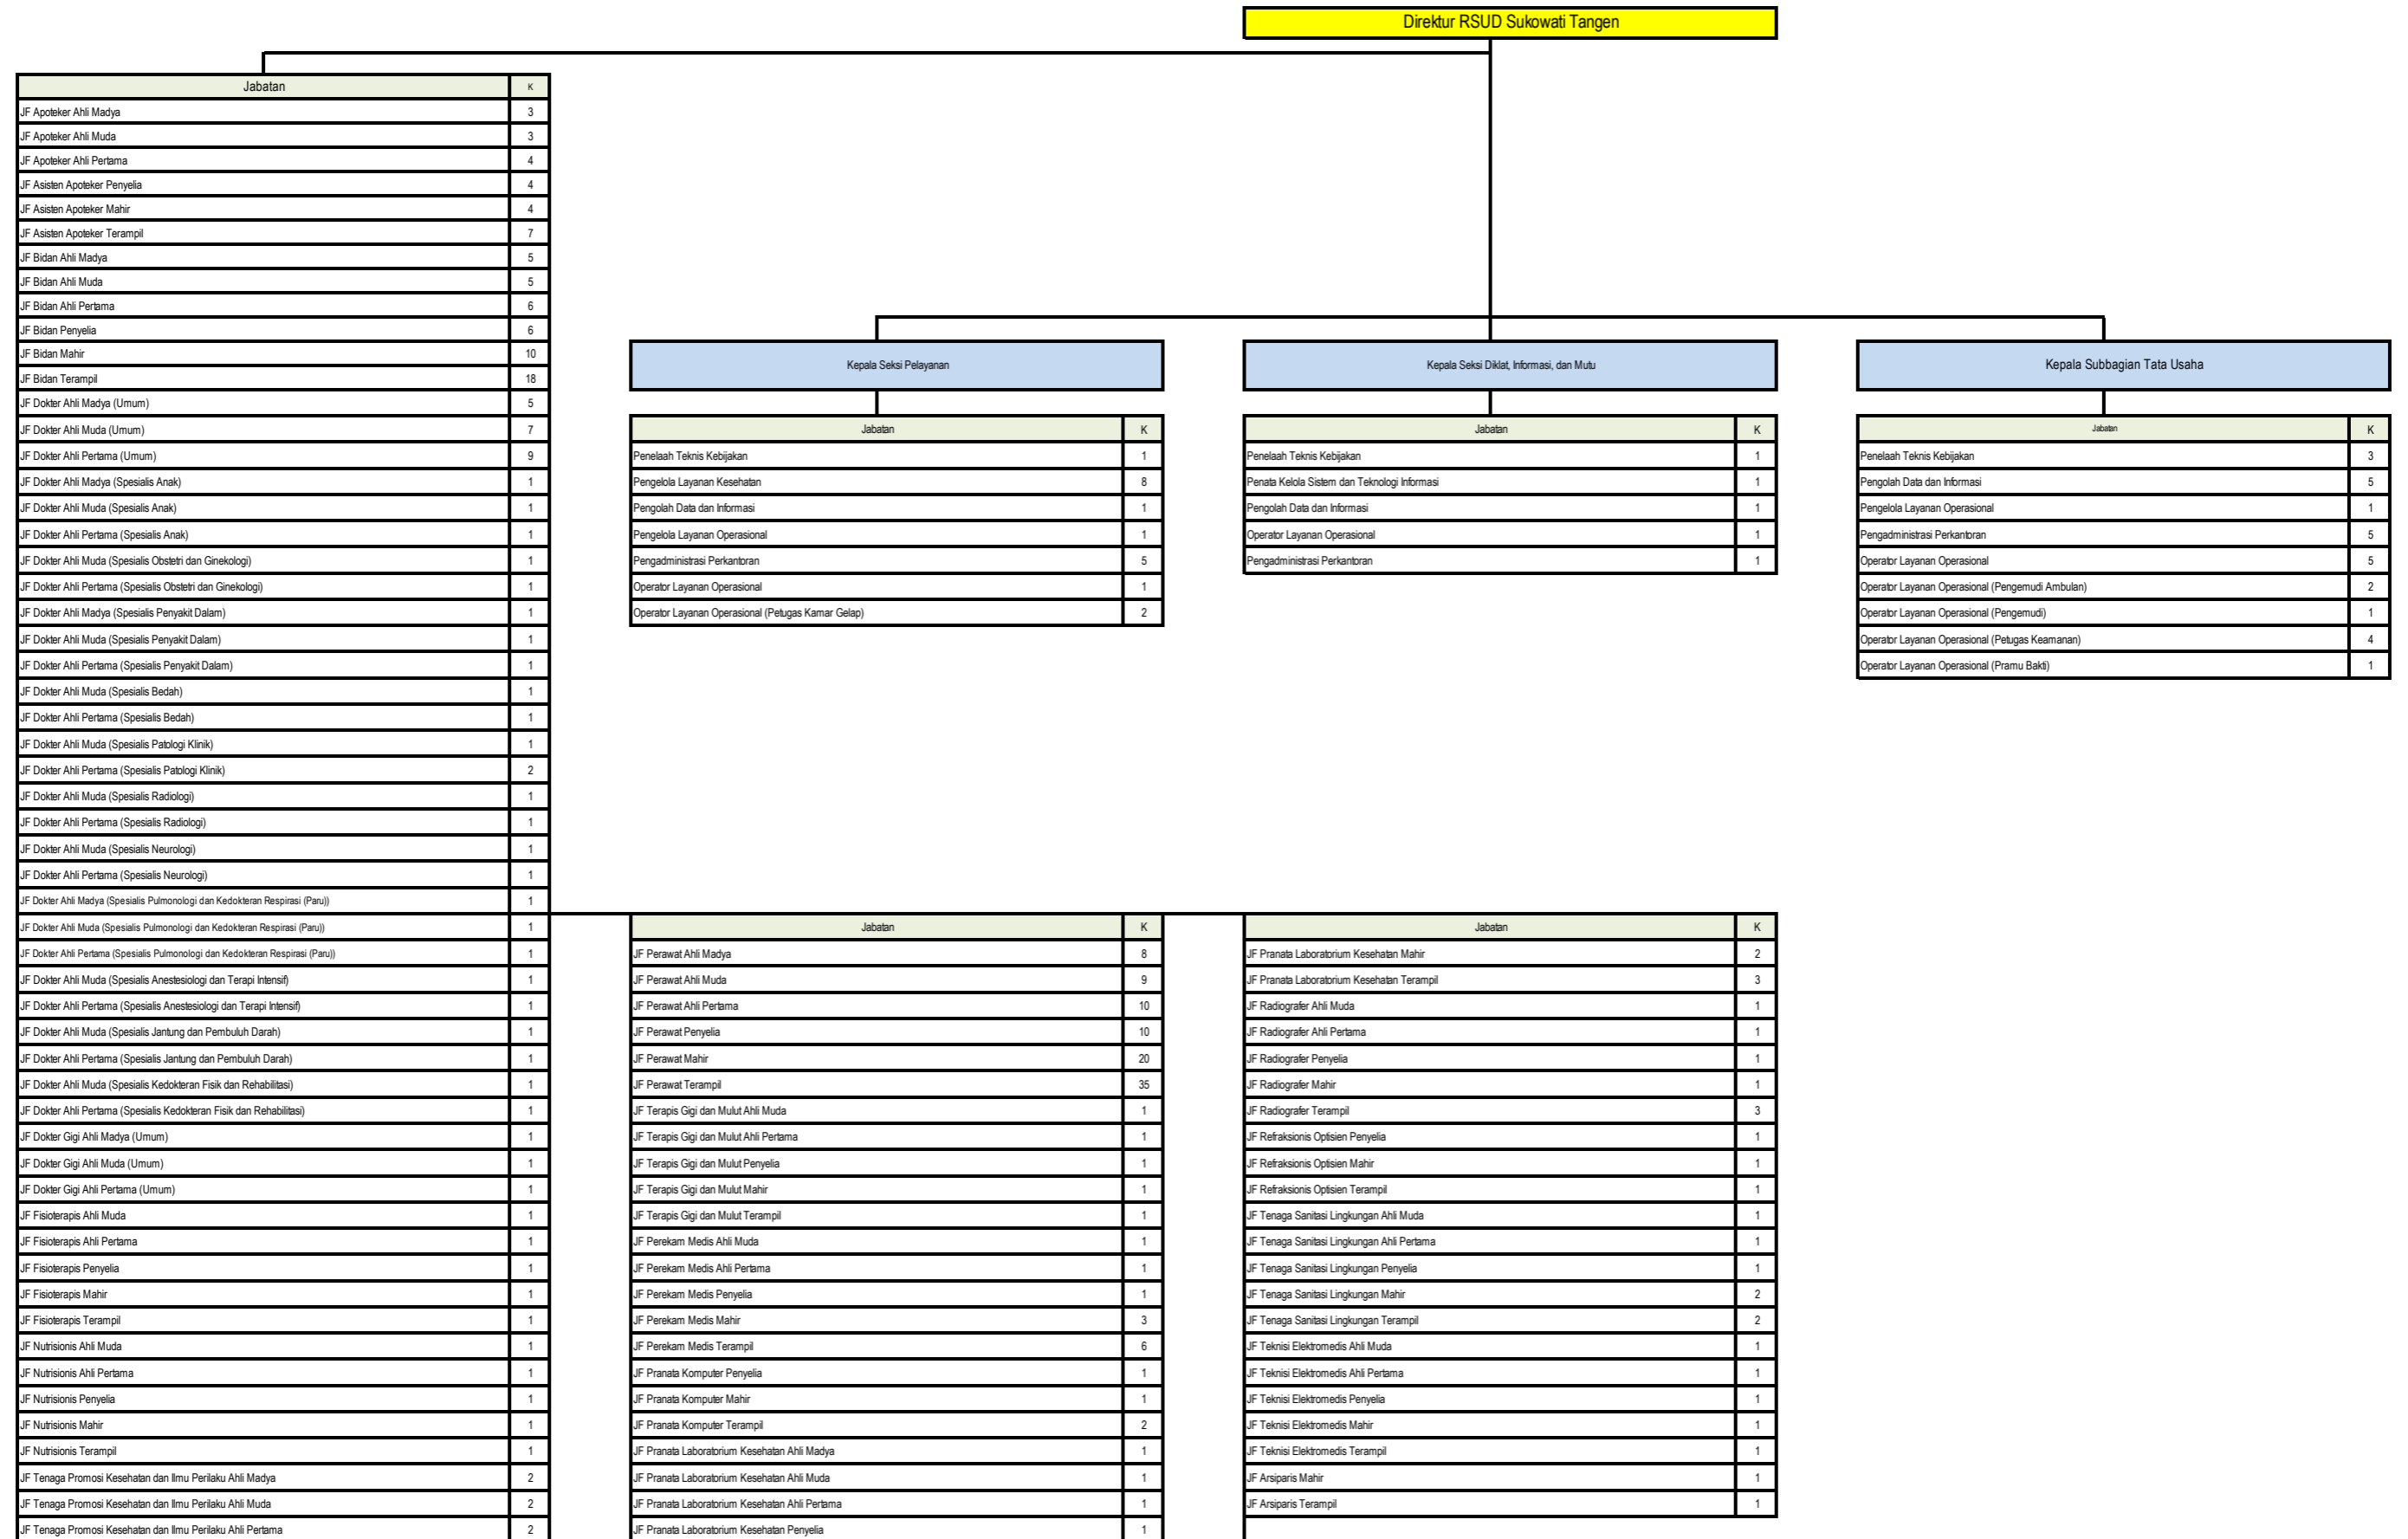 Direktur RSUD Sukowati Tangen
Jabatan K
JF Apoteker Ahli Madya 3
JF Apoteker Ahli Muda 3
JF Apoteker Ahli Pertama 4
JF Asisten Apoteker Penyelia 4
JF Asisten Apoteker Mahir 4
JF Asisten Apoteker Terampil 7
JF Bidan Ahli Madya 5
JF Bidan Ahli Muda 5
JF Bidan Ahli Pertama 6
JF Bidan Penyelia 6
JF Bidan Mahir 10
JF Bidan Terampil 18
JF Dokter Ahli Madya (Umum) 5
JF Dokter Ahli Muda (Umum) 7
JF Dokter Ahli Pertama (Umum) 9
JF Dokter Ahli Madya (Spesialis Anak) 1
JF Dokter Ahli Muda (Spesialis Anak) 1
JF Dokter Ahli Pertama (Spesialis Anak) 1
JF Dokter Ahli Muda (Spesialis Obstetri dan Ginekologi) 1
JF Dokter Ahli Pertama (Spesialis Obstetri dan Ginekologi) 1
JF Dokter Ahli Madya (Spesialis Penyakit Dalam) 1
JF Dokter Ahli Muda (Spesialis Penyakit Dalam) 1
JF Dokter Ahli Pertama (Spesialis Penyakit Dalam) 1
JF Dokter Ahli Muda (Spesialis Bedah) 1
JF Dokter Ahli Pertama (Spesialis Bedah) 1
JF Dokter Ahli Muda (Spesialis Patologi Klinik) 1
JF Dokter Ahli Pertama (Spesialis Patologi Klinik) 2
JF Dokter Ahli Muda (Spesialis Radiologi) 1
JF Dokter Ahli Pertama (Spesialis Radiologi) 1
JF Dokter Ahli Muda (Spesialis Neurologi) 1
JF Dokter Ahli Pertama (Spesialis Neurologi) 1
JF Dokter Ahli Madya (Spesialis Pulmonologi dan Kedokteran Respirasi (Paru)) 1
JF Dokter Ahli Muda (Spesialis Pulmonologi dan Kedokteran Respirasi (Paru)) 1
JF Dokter Ahli Pertama (Spesialis Pulmonologi dan Kedokteran Respirasi (Paru)) 1
JF Dokter Ahli Muda (Spesialis Anestesiologi dan Terapi Intensif) 1
JF Dokter Ahli Pertama (Spesialis Anestesiologi dan Terapi Intensif) 1
JF Dokter Ahli Muda (Spesialis Jantung dan Pembuluh Darah) 1
JF Dokter Ahli Pertama (Spesialis Jantung dan Pembuluh Darah) 1
JF Dokter Ahli Muda (Spesialis Kedokteran Fisik dan Rehabilitasi) 1
JF Dokter Ahli Pertama (Spesialis Kedokteran Fisik dan Rehabilitasi) 1
JF Dokter Gigi Ahli Madya (Umum) 1
JF Dokter Gigi Ahli Muda (Umum) 1
JF Dokter Gigi Ahli Pertama (Umum) 1
JF Fisioterapis Ahli Muda 1
JF Fisioterapis Ahli Pertama 1
JF Fisioterapis Penyelia 1
JF Fisioterapis Mahir 1
JF Fisioterapis Terampil 1
JF Nutrisionis Ahli Muda 1
JF Nutrisionis Ahli Pertama 1
JF Nutrisionis Penyelia 1
JF Nutrisionis Mahir 1
JF Nutrisionis Terampil 1
JF Tenaga Promosi Kesehatan dan Ilmu Perilaku Ahli Madya 2
JF Tenaga Promosi Kesehatan dan Ilmu Perilaku Ahli Muda 2
JF Tenaga Promosi Kesehatan dan Ilmu Perilaku Ahli Pertama 2
Kepala Seksi Pelayanan
Jabatan K
Penelaah Teknis Kebijakan 1
Pengelola Layanan Kesehatan 8
Pengolah Data dan Informasi 1
Pengelola Layanan Operasional 1
Pengadministrasi Perkantoran 5
Operator Layanan Operasional 1
Operator Layanan Operasional (Petugas Kamar Gelap) 2
Kepala Seksi Diklat, Informasi, dan Mutu
Jabatan K
Penelaah Teknis Kebijakan 1
Penata Kelola Sistem dan Teknologi Informasi 1
Pengolah Data dan Informasi 1
Operator Layanan Operasional 1
Pengadministrasi Perkantoran 1
Kepala Subbagian Tata Usaha
Jabatan K
Penelaah Teknis Kebijakan 3
Pengolah Data dan Informasi 5
Pengelola Layanan Operasional 1
Pengadministrasi Perkantoran 5
Operator Layanan Operasional 5
Operator Layanan Operasional (Pengemudi Ambulan) 2
Operator Layanan Operasional (Pengemudi) 1
Operator Layanan Operasional (Petugas Keamanan) 4
Operator Layanan Operasional (Pramu Bakti) 1
Jabatan K
JF Perawat Ahli Madya 8
JF Perawat Ahli Muda 9
JF Perawat Ahli Pertama 10
JF Perawat Penyelia 10
JF Perawat Mahir 20
JF Perawat Terampil 35
JF Terapis Gigi dan Mulut Ahli Muda 1
JF Terapis Gigi dan Mulut Ahli Pertama 1
JF Terapis Gigi dan Mulut Penyelia 1
JF Terapis Gigi dan Mulut Mahir 1
JF Terapis Gigi dan Mulut Terampil 1
JF Perekam Medis Ahli Muda 1
JF Perekam Medis Ahli Pertama 1
JF Perekam Medis Penyelia 1
JF Perekam Medis Mahir 3
JF Perekam Medis Terampil 6
JF Pranata Komputer Penyelia 1
JF Pranata Komputer Mahir 1
JF Pranata Komputer Terampil 2
JF Pranata Laboratorium Kesehatan Ahli Madya 1
JF Pranata Laboratorium Kesehatan Ahli Muda 1
JF Pranata Laboratorium Kesehatan Ahli Pertama 1
JF Pranata Laboratorium Kesehatan Penyelia 1
Jabatan K
JF Pranata Laboratorium Kesehatan Mahir 2
JF Pranata Laboratorium Kesehatan Terampil 3
JF Radiografer Ahli Muda 1
JF Radiografer Ahli Pertama 1
JF Radiografer Penyelia 1
JF Radiografer Mahir 1
JF Radiografer Terampil 3
JF Refraksionis Optisien Penyelia 1
JF Refraksionis Optisien Mahir 1
JF Refraksionis Optisien Terampil 1
JF Tenaga Sanitasi Lingkungan Ahli Muda 1
JF Tenaga Sanitasi Lingkungan Ahli Pertama 1
JF Tenaga Sanitasi Lingkungan Penyelia 1
JF Tenaga Sanitasi Lingkungan Mahir 2
JF Tenaga Sanitasi Lingkungan Terampil 2
JF Teknisi Elektromedis Ahli Muda 1
JF Teknisi Elektromedis Ahli Pertama 1
JF Teknisi Elektromedis Penyelia 1
JF Teknisi Elektromedis Mahir 1
JF Teknisi Elektromedis Terampil 1
JF Arsiparis Mahir 1
JF Arsiparis Terampil 1